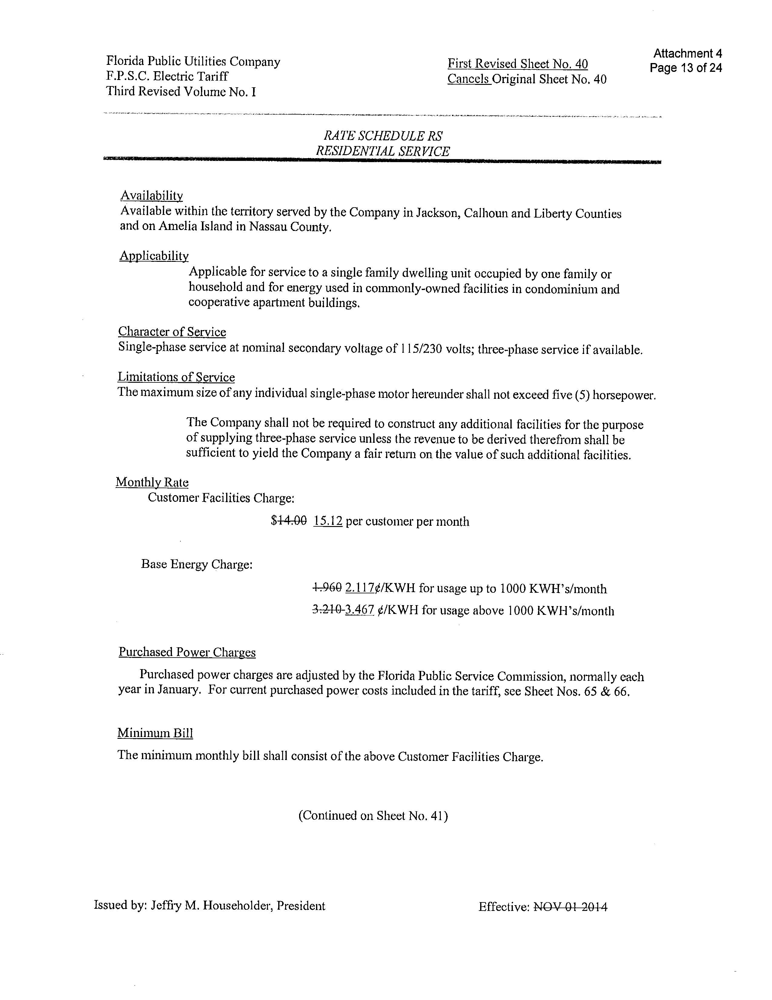 Attachment 4
Page 13 of 24
Florida Public Utilities Company
F.P.S.C. Electric Tariff
Third Revised Volume No. I
First Revised Sheet No. 40
Cancels Original Sheet No. 40
RATE SCHEDULE RS
RESIDENTIAL SERVICE
Availability
Available within the territory served by the Company in Jackson, Calhoun and Liberty Counties
and on Amelia Island in Nassau County.
Applicability
Applicable for service to a single family dwelling unit occupied by one family or
household and for energy used in commonly-owned facilities in condominium and
cooperative apartment buildings.
Character of Service
Single-phase service at nominal secondary voltage of 115/230 volts; three-phase service if available.
Limitations of Service
The maximum size of any individual single-phase motor hereunder shall not exceed five (5) horsepower.
The Company shall not be required to construct any additional facilities for the purpose
of supplying three-phase service unless the revenue to be derived therefrom shall be
sufficient to yield the Company a fair return on the value of such additional facilities.
Monthly Rate
Customer Facilities Charge:
$14.00 15.12 per customer per month
Base Energy Charge:
1.960 2.117¢/KWH for usage up to 1000 KWH's/month
3.210-3.467 ¢/KWH for usage above 1000 KWH's/month
Purchased Power Charges
Purchased power charges are adjusted by the Florida Public Service Commission, normally each
year in January. For current purchased power costs included in the tariff, see Sheet Nos. 65 & 66.
Minimum Bill
The minimum monthly bill shall consist of the above Customer Facilities Charge.
(Continued on Sheet No. 41)
Issued by: Jeffry M. Householder, President
Effective: NOV 01 2014